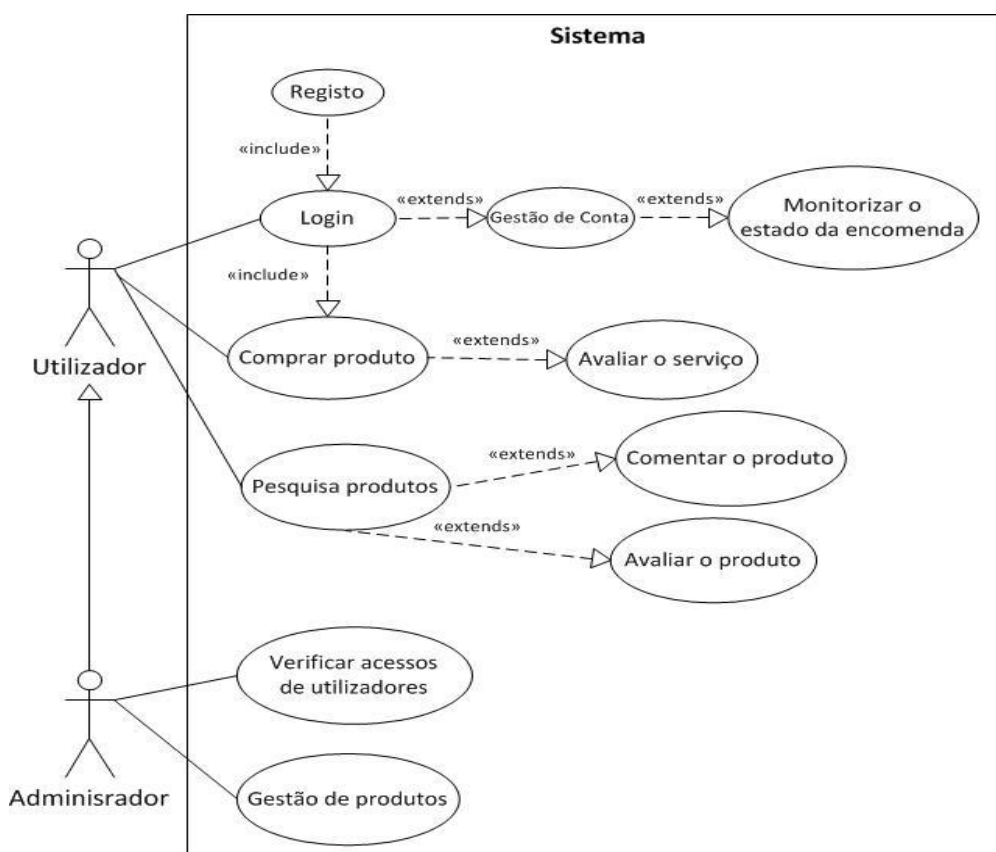 Sistema
Registo
«include»
Login
«extends»
Gestão de Conta
«extends»
Monitorizar o
estado da encomenda
«include»
Utilizador
Comprar produto
«extends»
Avaliar o serviço
Pesquisa produtos
«extends»
Comentar o produto
«extends»
Avaliar o produto
Verificar acessos
de utilizadores
Adminisrador
Gestão de produtos